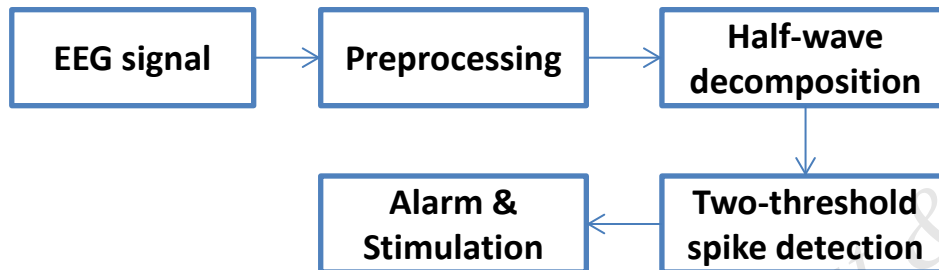 EEG signal
Preprocessing
Half-wave
decomposition
Alarm &
Stimulation
Two-threshold
spike detection